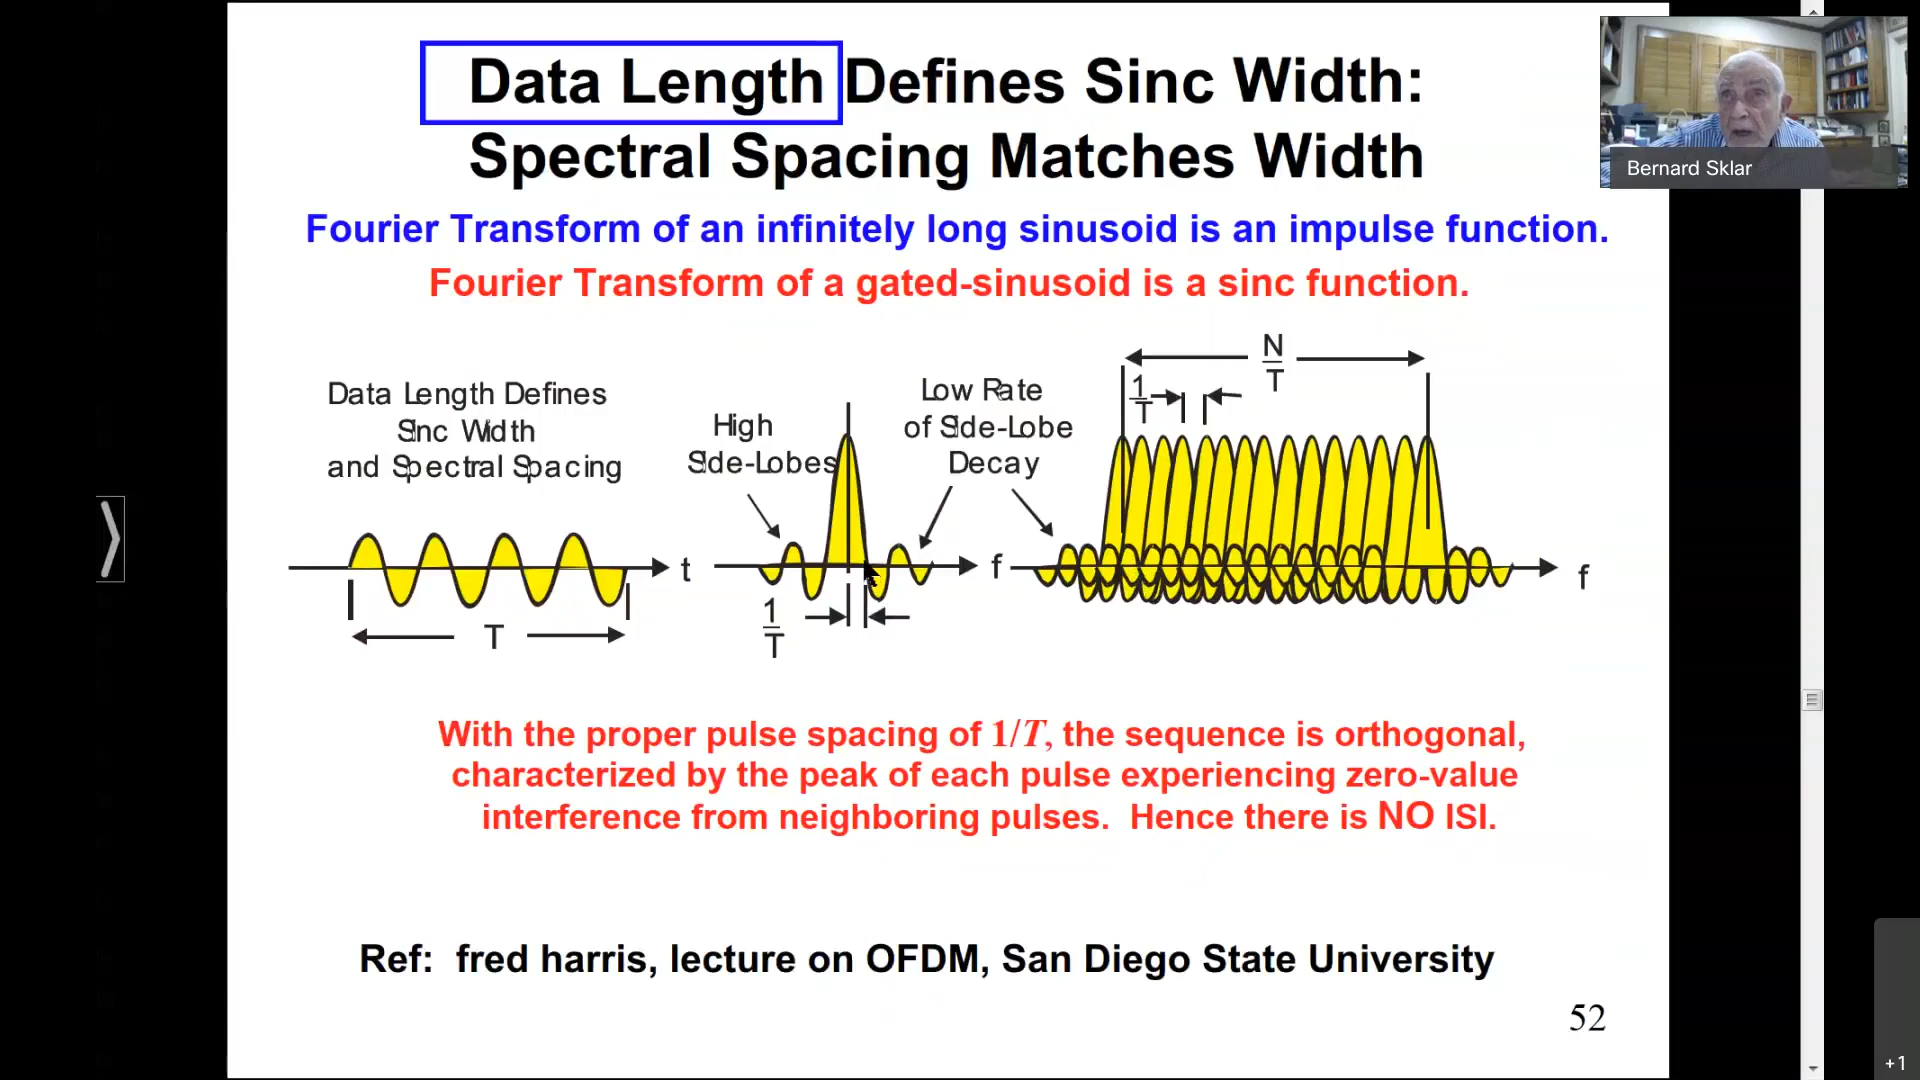 Data Length Defines Sinc Width:
Spectral Spacing Matches Width
Bernard Sklar
Fourier Transform of an infinitely long sinusoid is an impulse function.
Fourier Transform of a gated-sinusoid is a sinc function.
Data Length Defines
Sinc Width
and Spectral Spacing
High
Side-Lobes
Low Rate
of Side-Lobe
Decay
N
T
1
T
t
f
f
T
1
T
With the proper pulse spacing of 1/T, the sequence is orthogonal,
characterized by the peak of each pulse experiencing zero-value
interference from neighboring pulses. Hence there is NO ISI.
Ref: fred harris, lecture on OFDM, San Diego State University
52
+1